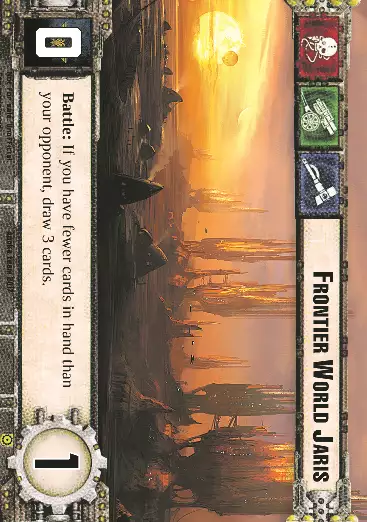 FRONTIER WORLD JARIS
0
Battle: If you have fewer cards in hand than
your opponent, draw 3 cards.
1